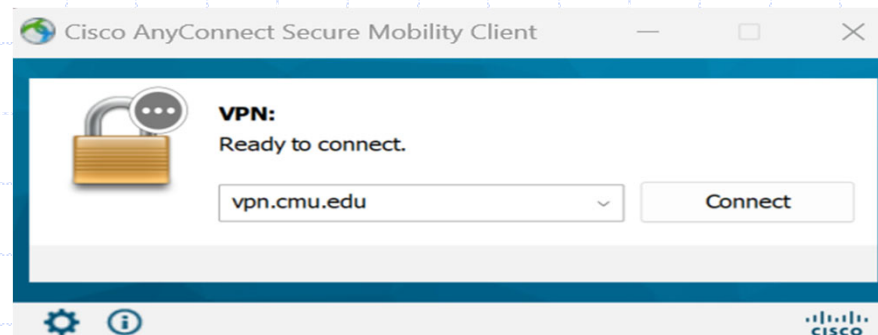 Cisco AnyConnect Secure Mobility Client
VPN:
Ready to connect.
vpn.cmu.edu
Connect
CISCO